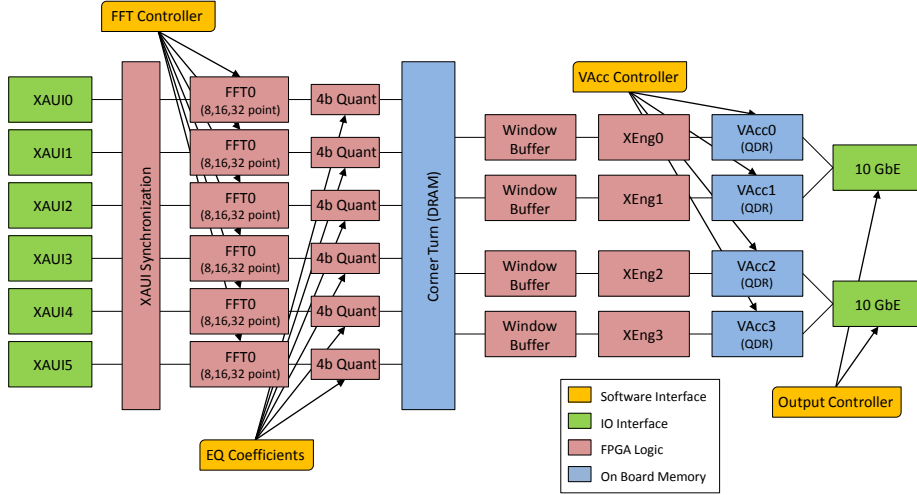 FFT Controller
VAcc Controller
XAUI0
XAUI1
XAUI2
XAUI3
XAUI4
XAUI5
XAUI Synchronization
FFT0
(8,16,32 point)
FFT0
(8,16,32 point)
FFT0
(8,16,32 point)
FFT0
(8,16,32 point)
FFT0
(8,16,32 point)
FFT0
(8,16,32 point)
4b Quant
4b Quant
4b Quant
4b Quant
4b Quant
4b Quant
Corner Turn (DRAM)
Window
Buffer
Window
Buffer
Window
Buffer
Window
Buffer
XEng0
XEng1
XEng2
XEng3
VAcc0
(QDR)
VAcc1
(QDR)
VAcc2
(QDR)
VAcc3
(QDR)
10 GbE
10 GbE
EQ Coefficients
Output Controller
Software Interface
IO Interface
FPGA Logic
On Board Memory